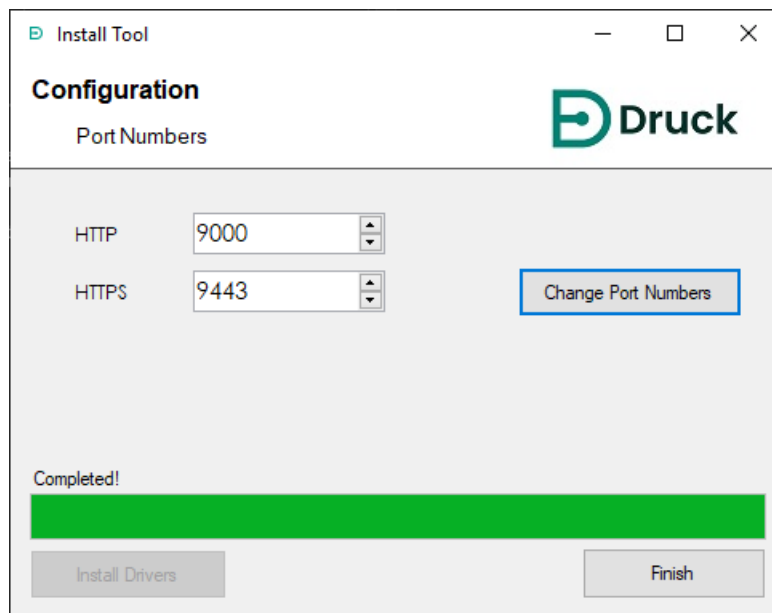 Install Tool
Configuration
Port Numbers
Druck
HTTP 9000
HTTPS 9443 Change Port Numbers
Completed!
Install Drivers Finish